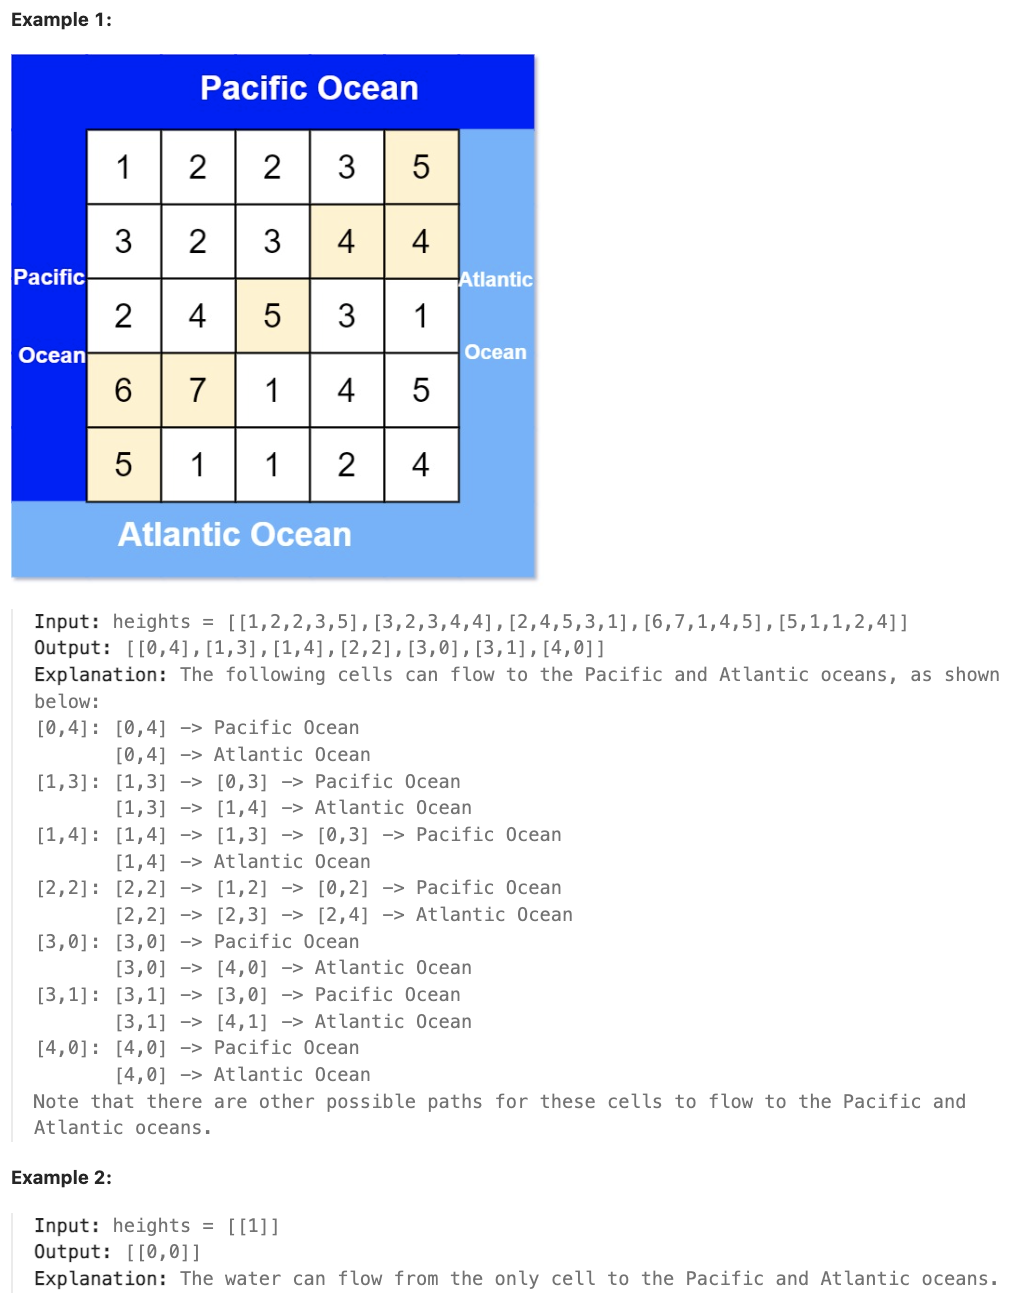 Example 1:
Pacific Ocean
1 2 2 3 5
3 2 3 4 4
Pacific
Atlantic
2 4 5 3 1
Ocean
Ocean
6 7 1 4 5
5 1 1 2 4
Atlantic Ocean
Input: heights = [[1,2,2,3,5],[3,2,3,4,4],[2,4,5,3,1],[6,7,1,4,5],[5,1,1,2,4]]
Output: [[0,4],[1,3],[1,4],[2,2],[3,0],[3,1],[4,0]]
Explanation: The following cells can flow to the Pacific and Atlantic oceans, as shown
below:
[0,4]: [0,4] -> Pacific Ocean
[0,4] -> Atlantic Ocean
[1,3]: [1,3] -> [0,3] -> Pacific Ocean
[1,3] -> [1,4] -> Atlantic Ocean
[1,4]: [1,4] -> [1,3] -> [0,3] -> Pacific Ocean
[1,4] -> Atlantic Ocean
[2,2]: [2,2] -> [1,2] -> [0,2] -> Pacific Ocean
[2,2] -> [2,3] -> [2,4] -> Atlantic Ocean
[3,0]: [3,0] -> Pacific Ocean
[3,0] -> [4,0] -> Atlantic Ocean
[3,1]: [3,1] -> [3,0] -> Pacific Ocean
[3,1] -> [4,1] -> Atlantic Ocean
[4,0]: [4,0] -> Pacific Ocean
[4,0] -> Atlantic Ocean
Note that there are other possible paths for these cells to flow to the Pacific and
Atlantic oceans.
Example 2:
Input: heights = [[1]]
Output: [[0,0]]
Explanation: The water can flow from the only cell to the Pacific and Atlantic oceans.